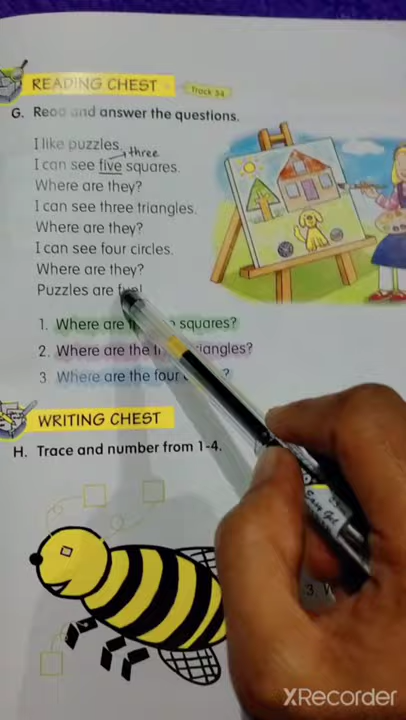 READING CHEST
Track 34
G. Read and answer the questions.
I like puzzles.
three
I can see five squares.
Where are they?
I can see three triangles.
Where are they?
I can see four circles.
Where are they?
Puzzles are
1. Where are squares?
2. Where are the
3 Where are the four
WRITING CHEST
H. Trace and number from 1-4.
3.
XRecorder